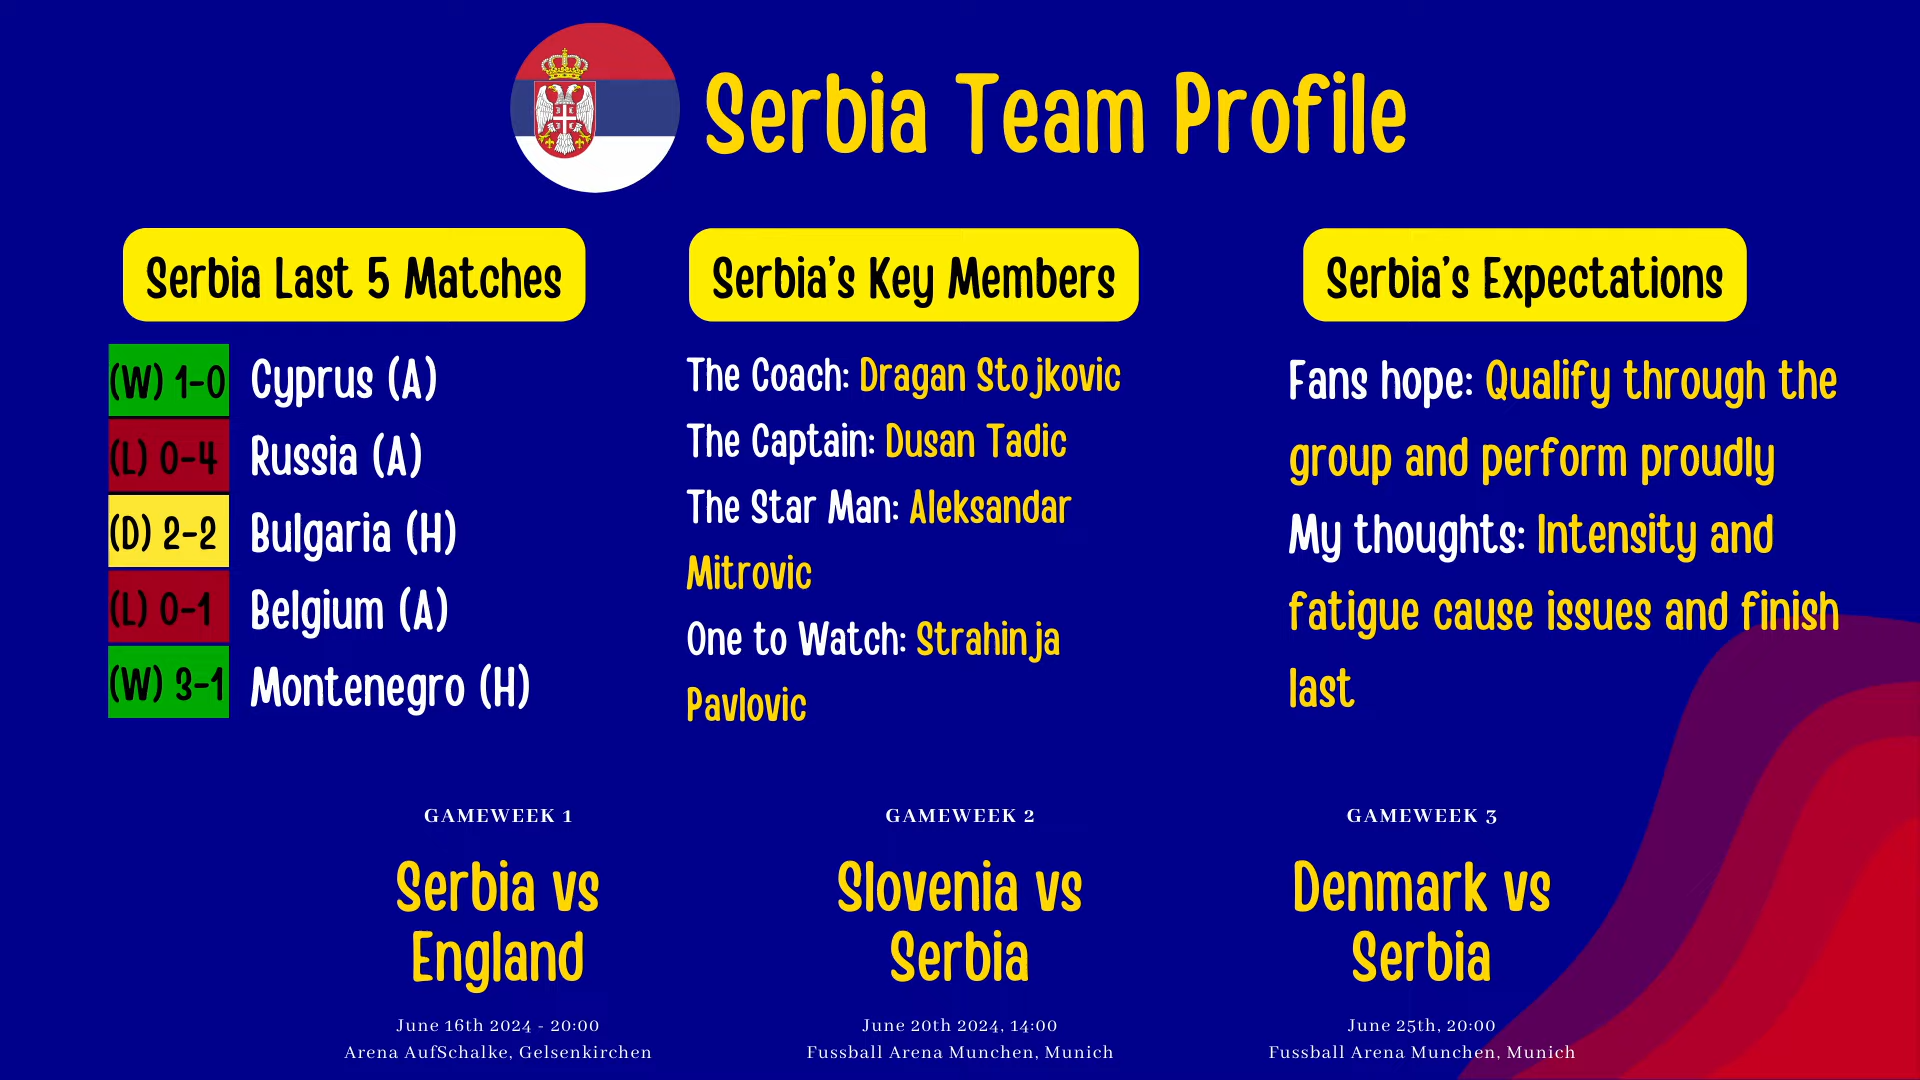 Serbia Team Profile
Serbia Last 5 Matches
(W) 1-0 Cyprus (A)
(L) 0-4 Russia (A)
(D) 2-2 Bulgaria (H)
(L) 0-1 Belgium (A)
(W) 3-1 Montenegro (H)
Serbia's Key Members
The Coach: Dragan Stojkovic
The Captain: Dusan Tadic
The Star Man: Aleksandar
Mitrovic
One to Watch: Strahinja
Pavlovic
Serbia's Expectations
Fans hope: Qualify through the
group and perform proudly
My thoughts: Intensity and
fatigue cause issues and finish
last
GAMEWEEK 1
Serbia vs
England
June 16th 2024 - 20:00
Arena AufSchalke, Gelsenkirchen
GAMEWEEK 2
Slovenia vs
Serbia
June 20th 2024, 14:00
Fussball Arena Munchen, Munich
GAMEWEEK 3
Denmark vs
Serbia
June 25th, 20:00
Fussball Arena Munchen, Munich